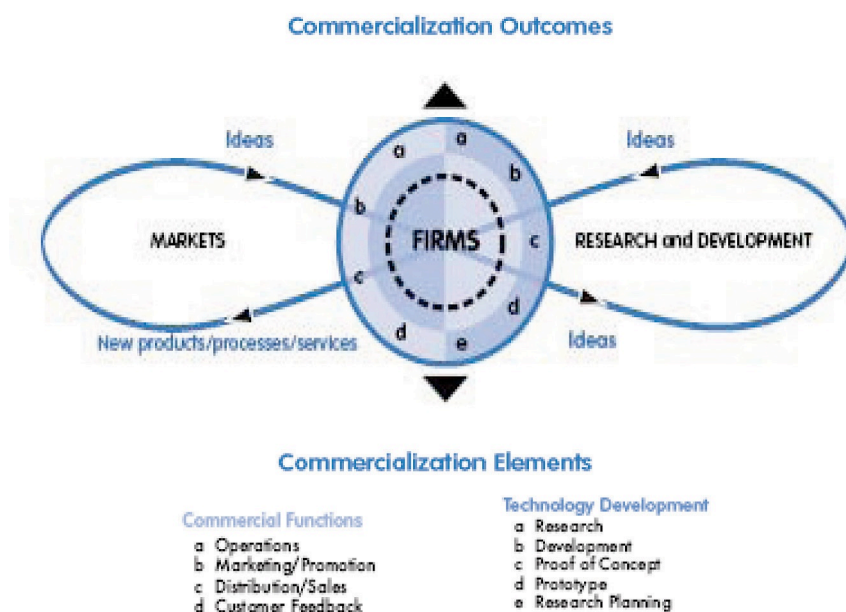 Commercialization Outcomes
Ideas
Ideas
a
a
b
b
MARKETS
FIRMS
c
RESEARCH and DEVELOPMENT
c
d
d
e
New products/processes/services
Ideas
Commercialization Elements
Commercial Functions
a Operations
b Marketing/Promotion
c Distribution/Sales
d Customer Feedback
Technology Development
a Research
b Development
c Proof of Concept
d Prototype
e Research Planning